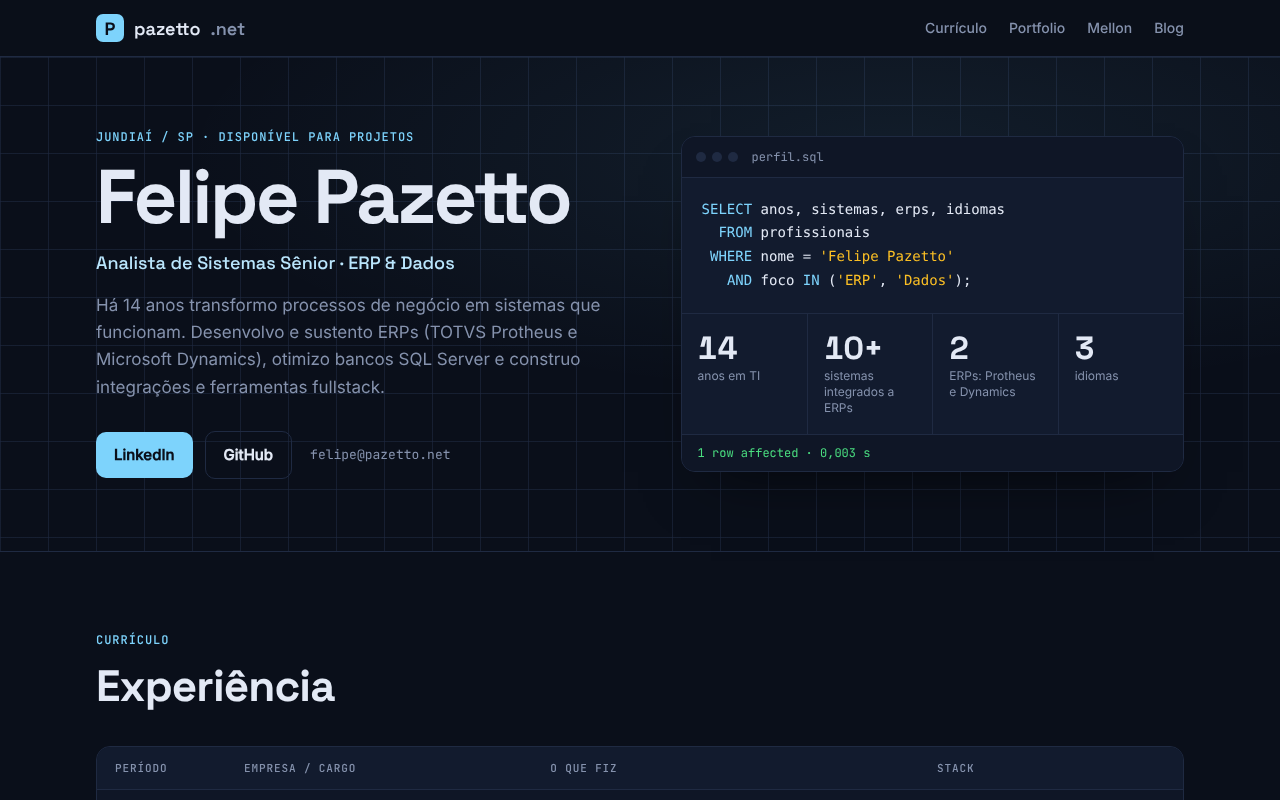 P pazetto .net
Currículo Portfolio Mellon Blog
JUNDIAÍ / SP · DISPONÍVEL PARA PROJETOS
Felipe Pazetto
Analista de Sistemas Sênior · ERP & Dados
Há 14 anos transformo processos de negócio em sistemas que
funcionam. Desenvolvo e sustento ERPs (TOTVS Protheus e
Microsoft Dynamics), otimizo bancos SQL Server e construo
integrações e ferramentas fullstack.
LinkedIn GitHub felipe@pazetto.net
perfil.sql
SELECT anos, sistemas, erps, idiomas
FROM profissionais
WHERE nome = 'Felipe Pazetto'
AND foco IN ('ERP', 'Dados');
14
anos em TI
10+
sistemas
integrados a
ERPs
2
ERPs: Protheus
e Dynamics
3
idiomas
1 row affected · 0,003 s
CURRÍCULO
Experiência
PERÍODO EMPRESA / CARGO O QUE FIZ STACK